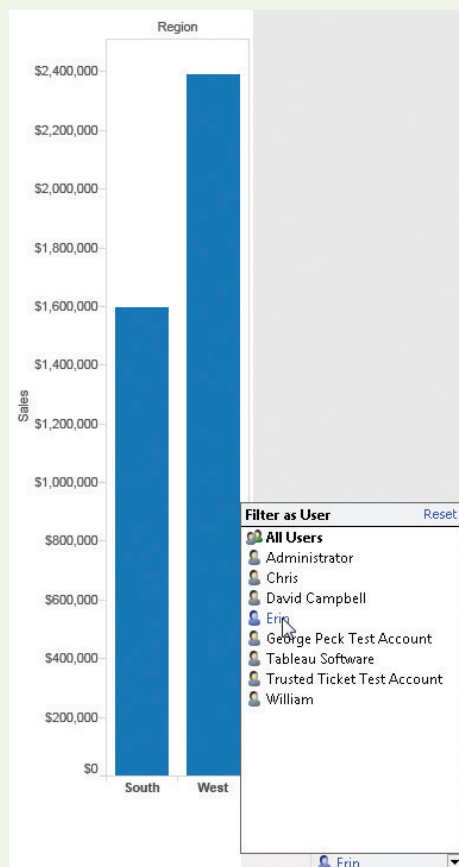 Region
$2,400,000
$2,200,000
$2,000,000
$1,800,000
$1,600,000
$1,400,000
Sales
$1,200,000
$1,000,000
$800,000
$600,000
$400,000
$200,000
$0
South West
Filter as User Reset
All Users
Administrator
Chris
David Campbell
Erin
George Peck Test Account
Tableau Software
Trusted Ticket Test Account
William
Erin